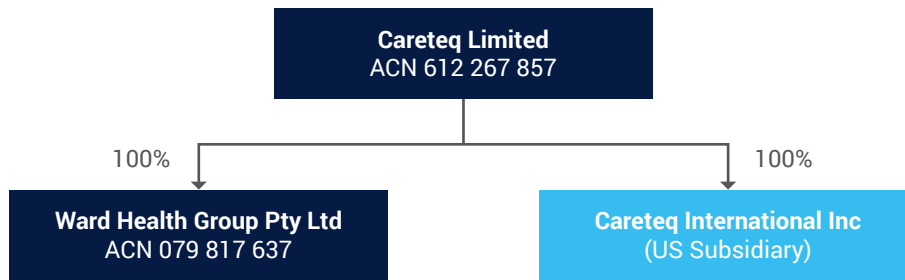 Careteq Limited
ACN 612 267 857
100%
100%
Ward Health Group Pty Ltd
ACN 079 817 637
Careteq International Inc
(US Subsidiary)